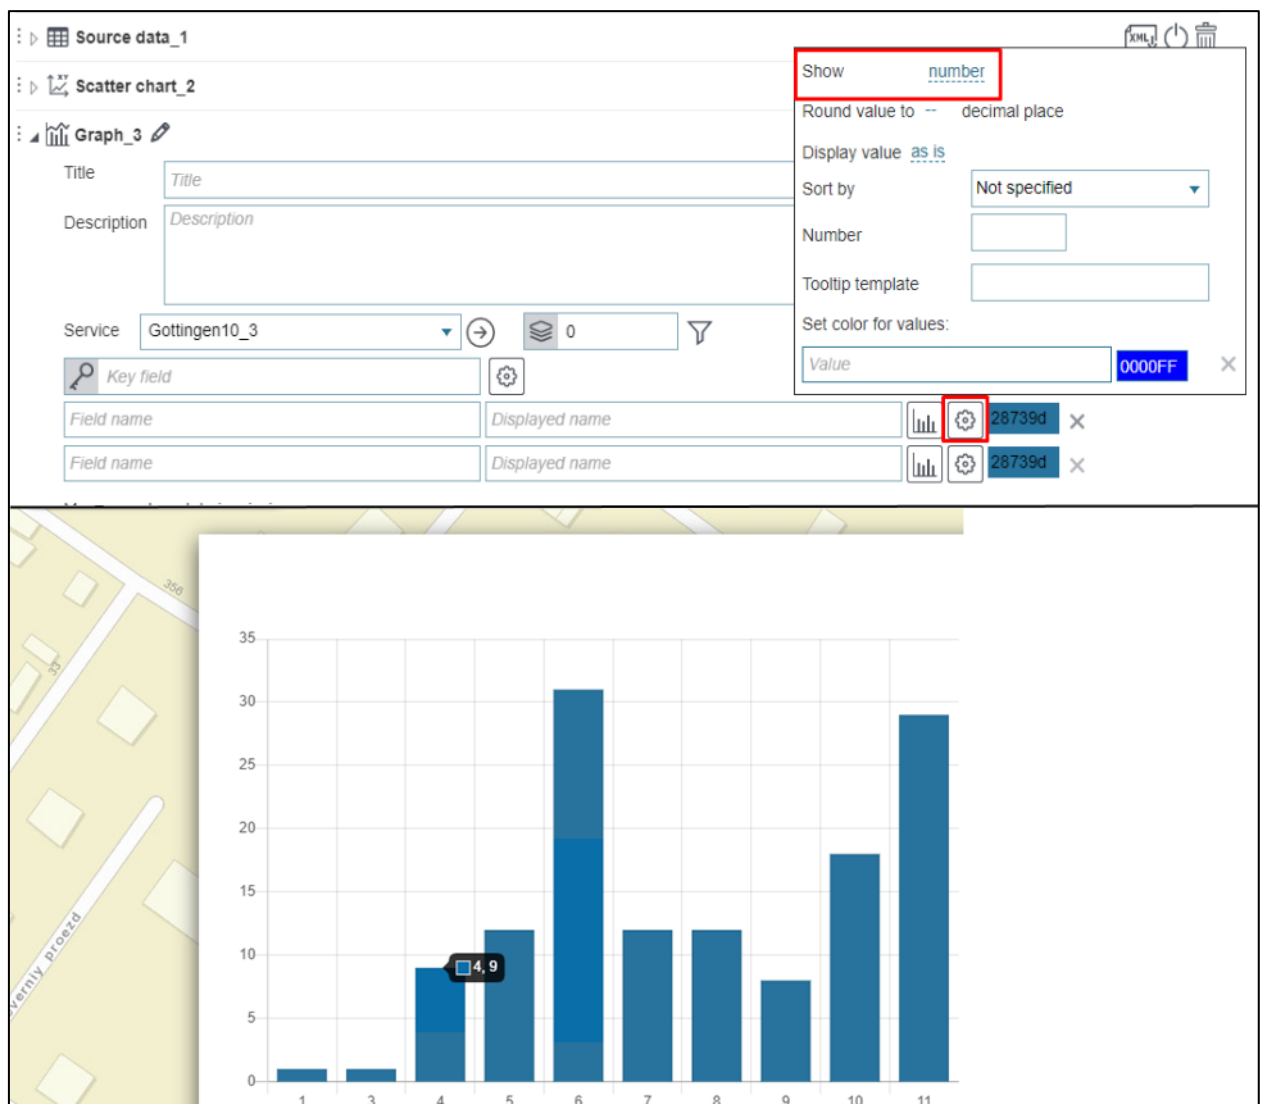 Source data_1
XML
Scatter chart_2
Graph_3
Title
Title
Description
Description
Service
Gottingen10_3
0
Key field
Field name
Displayed name
28739d
Field name
Displayed name
28739d
Show number
Round value to -- decimal place
Display value as is
Sort by
Not specified
Number
Tooltip template
Set color for values:
Value
0000FF
356
33
verniy proezd
35
30
25
20
15
10
5
0
4, 9
1 3 4 5 6 7 8 9 10 11